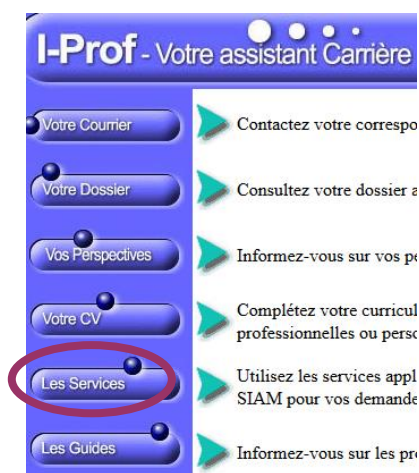 I-Prof - Votre assistant Carrière
Votre Courrier
Contactez votre correspo
Votre Dossier
Consultez votre dossier a
Vos Perspectives
Informez-vous sur vos pe
Votre CV
Complétez votre curricul
professionnelles ou perso
Les Services
Utilisez les services appl
SIAM pour vos demande
Les Guides
Informez-vous sur les pr